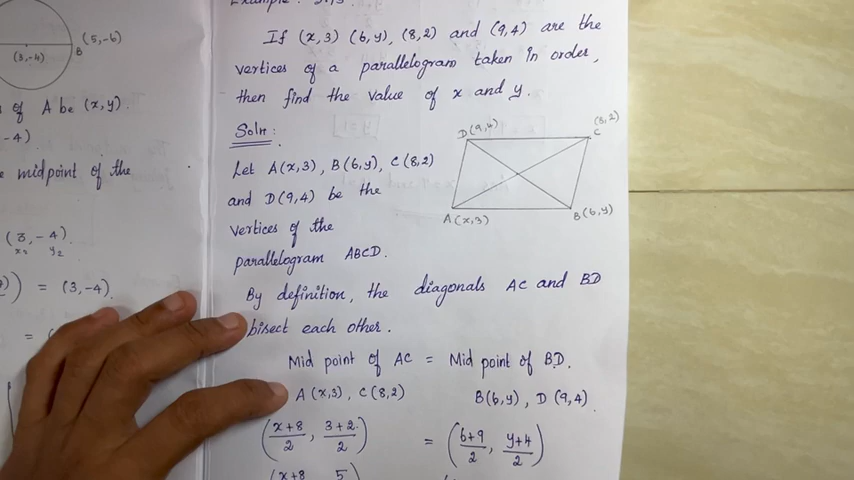 (5,-6)
B
(3,-4)
of A be (x,y).
-4)
midpoint of the
(3,-4).
x₂ y₂
= (3,-4).
=
If (x,3) (6,y), (8,2) and (9,4) are the
vertices of a parallelogram taken in order,
then find the value of x and y.
Soln:
Let A(x,3), B(6,y), C(8,2)
and D(9,4) be the
vertices of the
parallelogram ABCD.
D(9,4)
(8,2)
C
A(x,3)
B(6,y)
By definition, the diagonals AC and BD
bisect each other.
Mid point of AC = Mid point of BD.
A(x,3), C(8,2) B(6,y), D(9,4)
(x+8/2, 3+2/2) = (6+9/2, y+4/2)
(x+8 5)